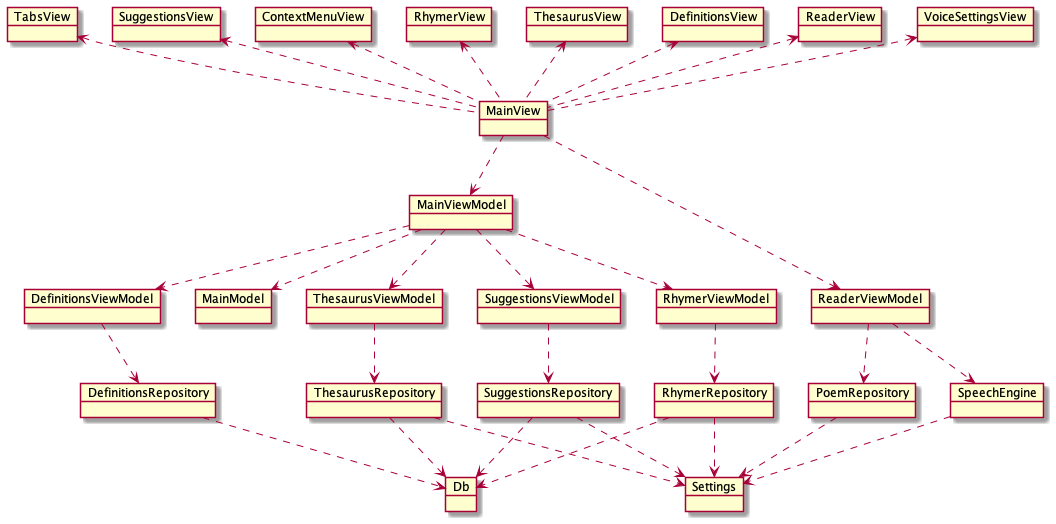 TabsView
SuggestionsView
ContextMenuView
RhymerView
ThesaurusView
DefinitionsView
ReaderView
VoiceSettingsView
MainView
MainViewModel
DefinitionsViewModel
MainModel
ThesaurusViewModel
SuggestionsViewModel
RhymerViewModel
ReaderViewModel
DefinitionsRepository
ThesaurusRepository
SuggestionsRepository
RhymerRepository
PoemRepository
SpeechEngine
Db
Settings